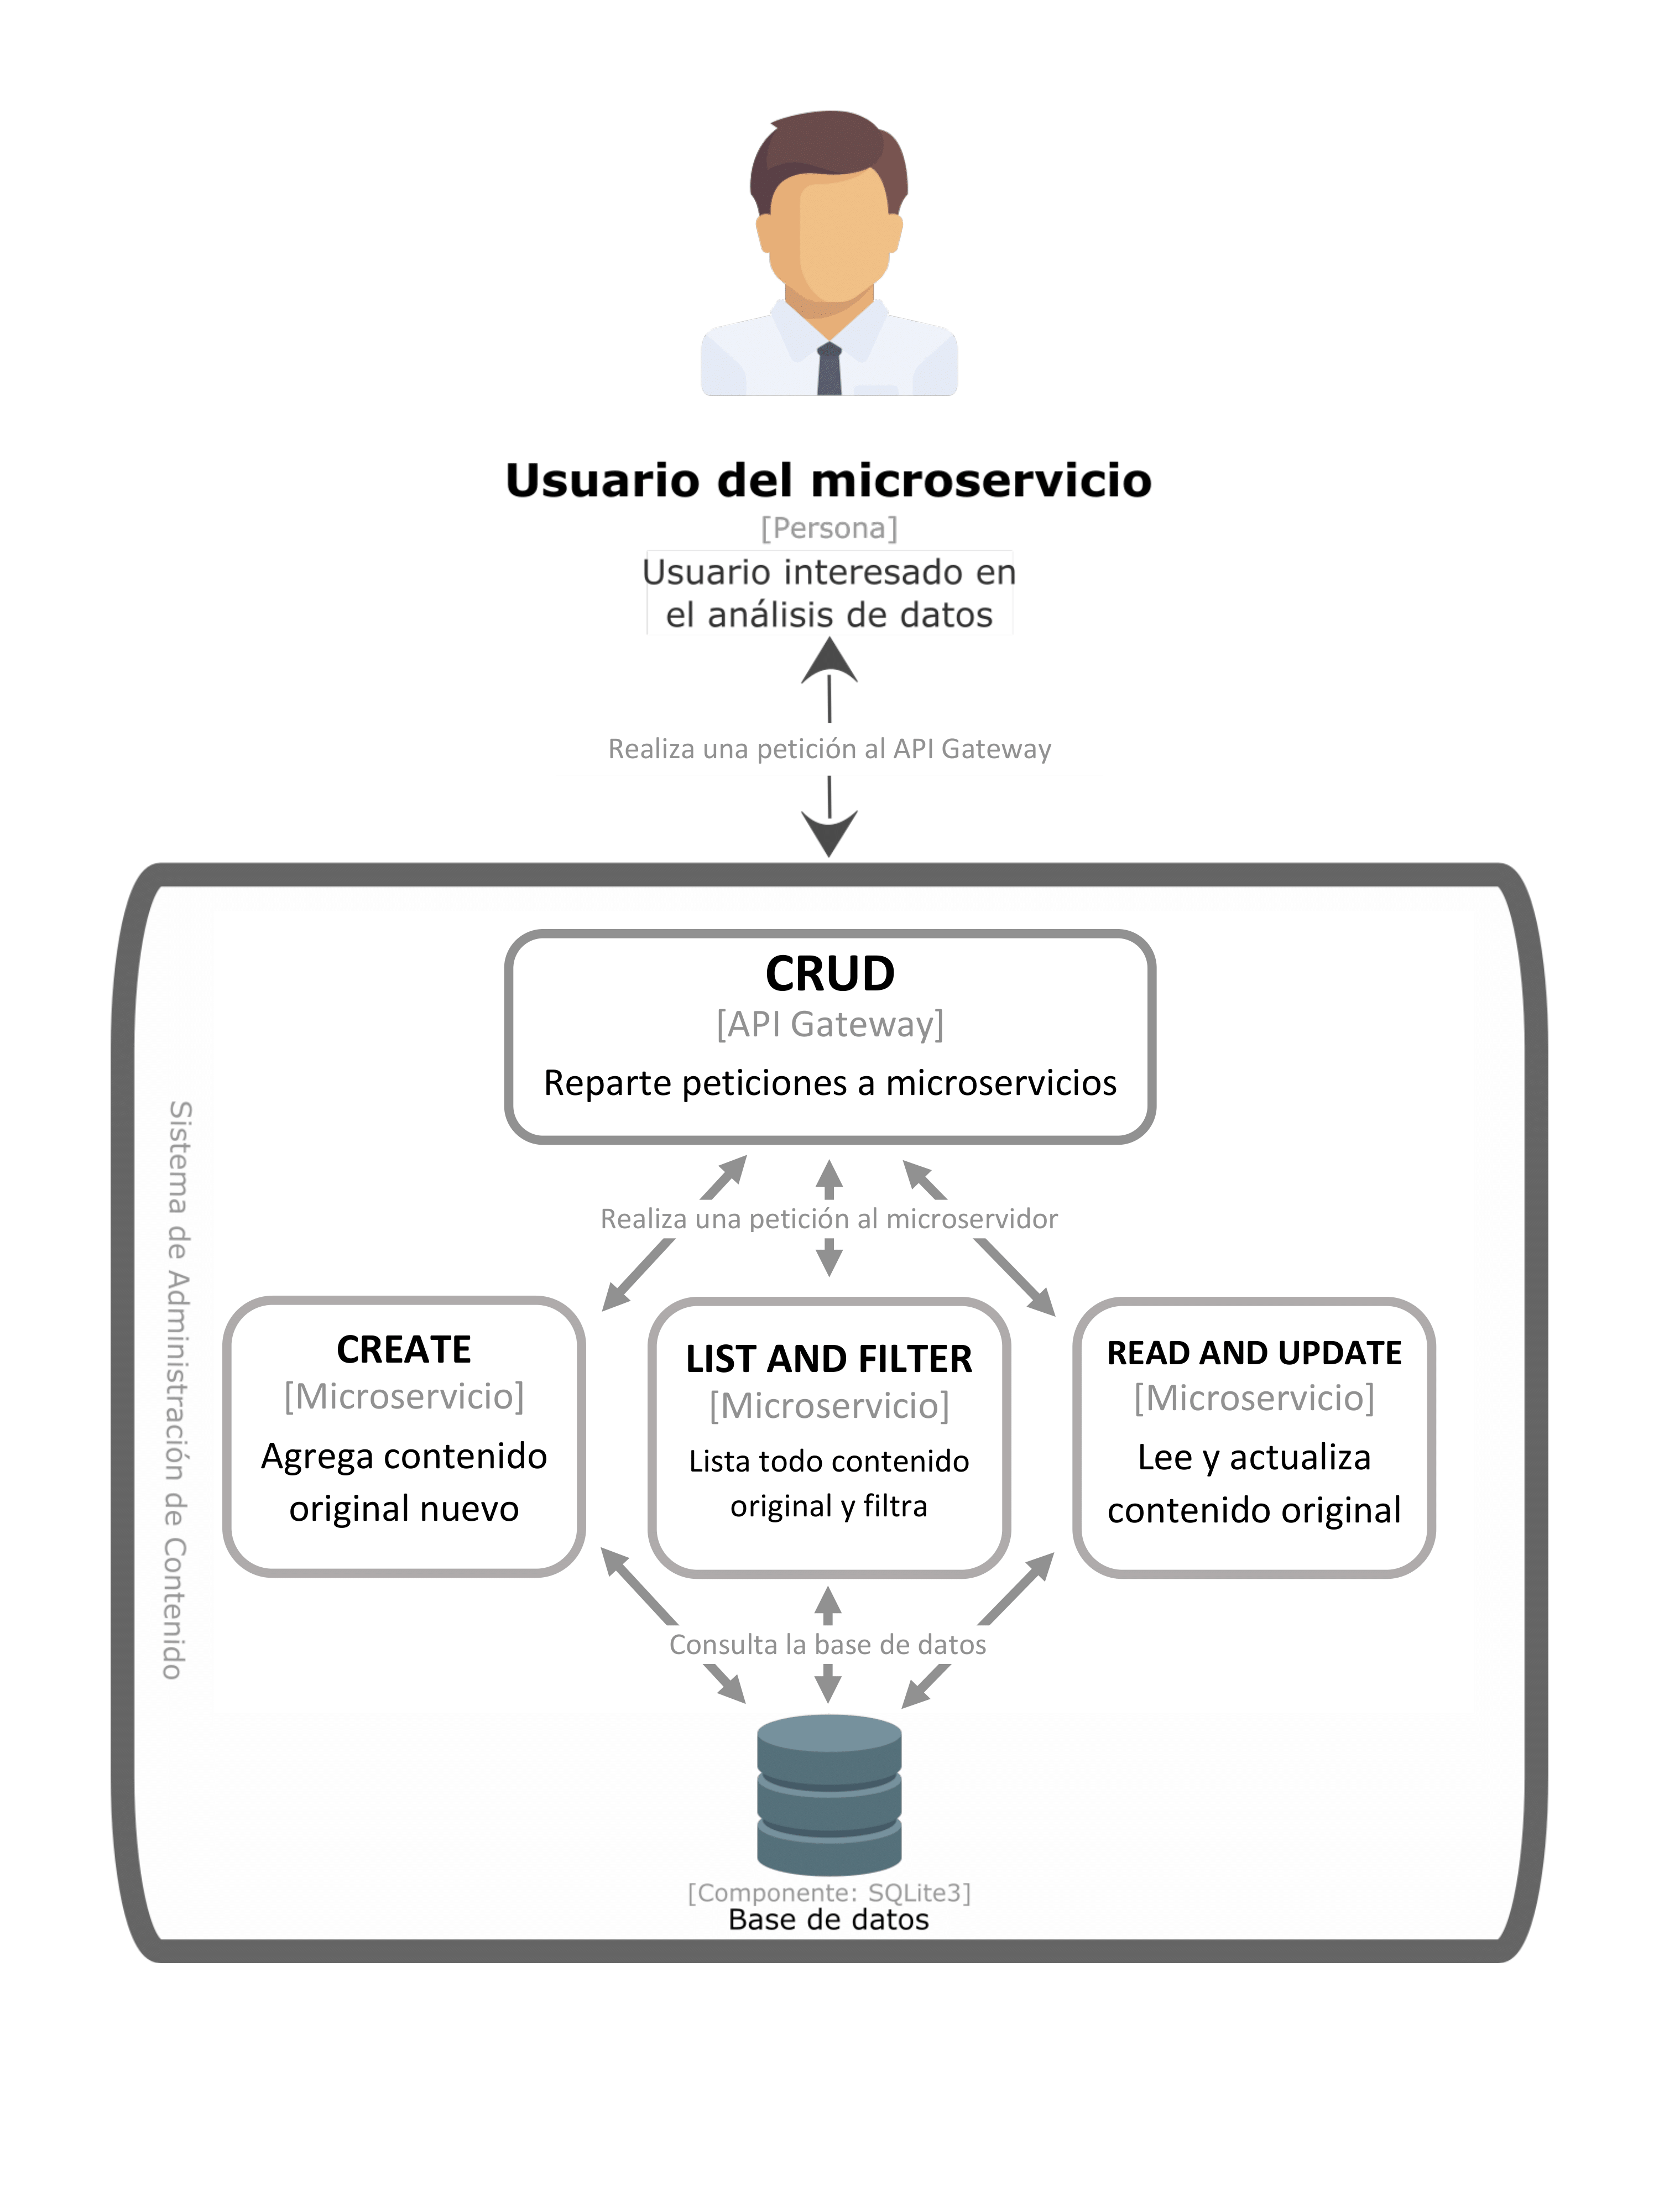 Usuario del microservicio
[Persona]
Usuario interesado en
el análisis de datos
Realiza una petición al API Gateway
Sistema de Administración de Contenido
CRUD
[API Gateway]
Reparte peticiones a microservicios
Realiza una petición al microservidor
CREATE
[Microservicio]
Agrega contenido
original nuevo
LIST AND FILTER
[Microservicio]
Lista todo contenido
original y filtra
READ AND UPDATE
[Microservicio]
Lee y actualiza
contenido original
Consulta la base de datos
[Componente: SQLite3]
Base de datos